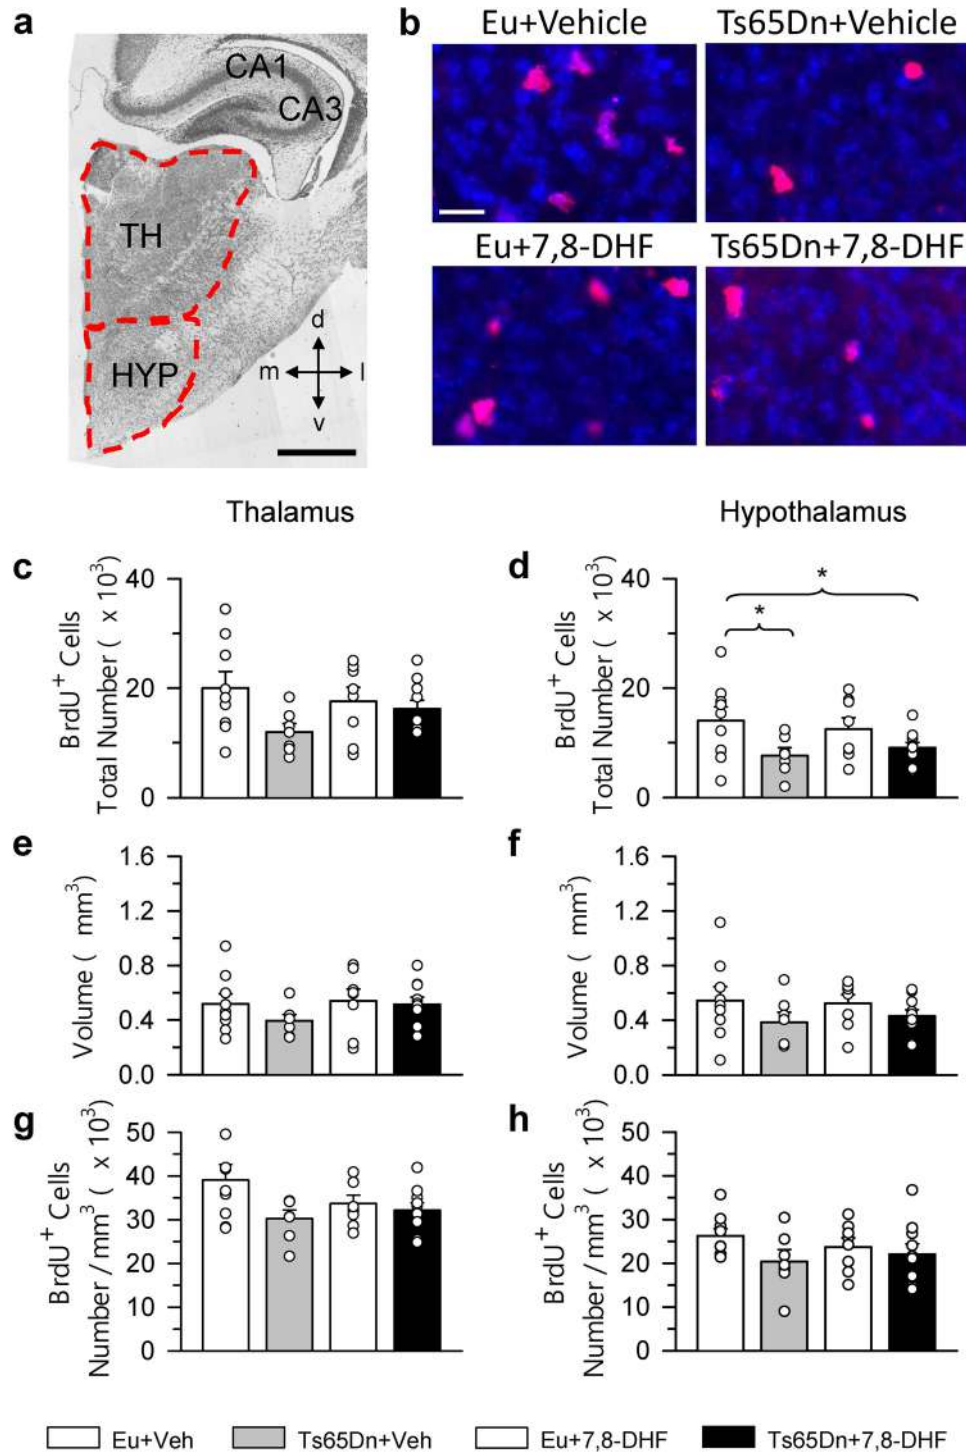 a
CA1
CA3
TH
HYP
d
m
l
v
b
Eu+Vehicle
Ts65Dn+Vehicle
Eu+7,8-DHF
Ts65Dn+7,8-DHF
Thalamus
Hypothalamus
c
BrdU⁺ Cells
Total Number ( x 10³)
40
20
0
d
BrdU⁺ Cells
Total Number ( x 10³)
40
20
0
*
*
e
Volume ( mm³)
1.6
1.2
0.8
0.4
0.0
f
Volume ( mm³)
1.6
1.2
0.8
0.4
0.0
g
BrdU⁺ Cells
Number / mm³ ( x 10³)
50
40
30
20
10
0
h
BrdU⁺ Cells
Number / mm³ ( x 10³)
50
40
30
20
10
0
Eu+Veh
Ts65Dn+Veh
Eu+7,8-DHF
Ts65Dn+7,8-DHF